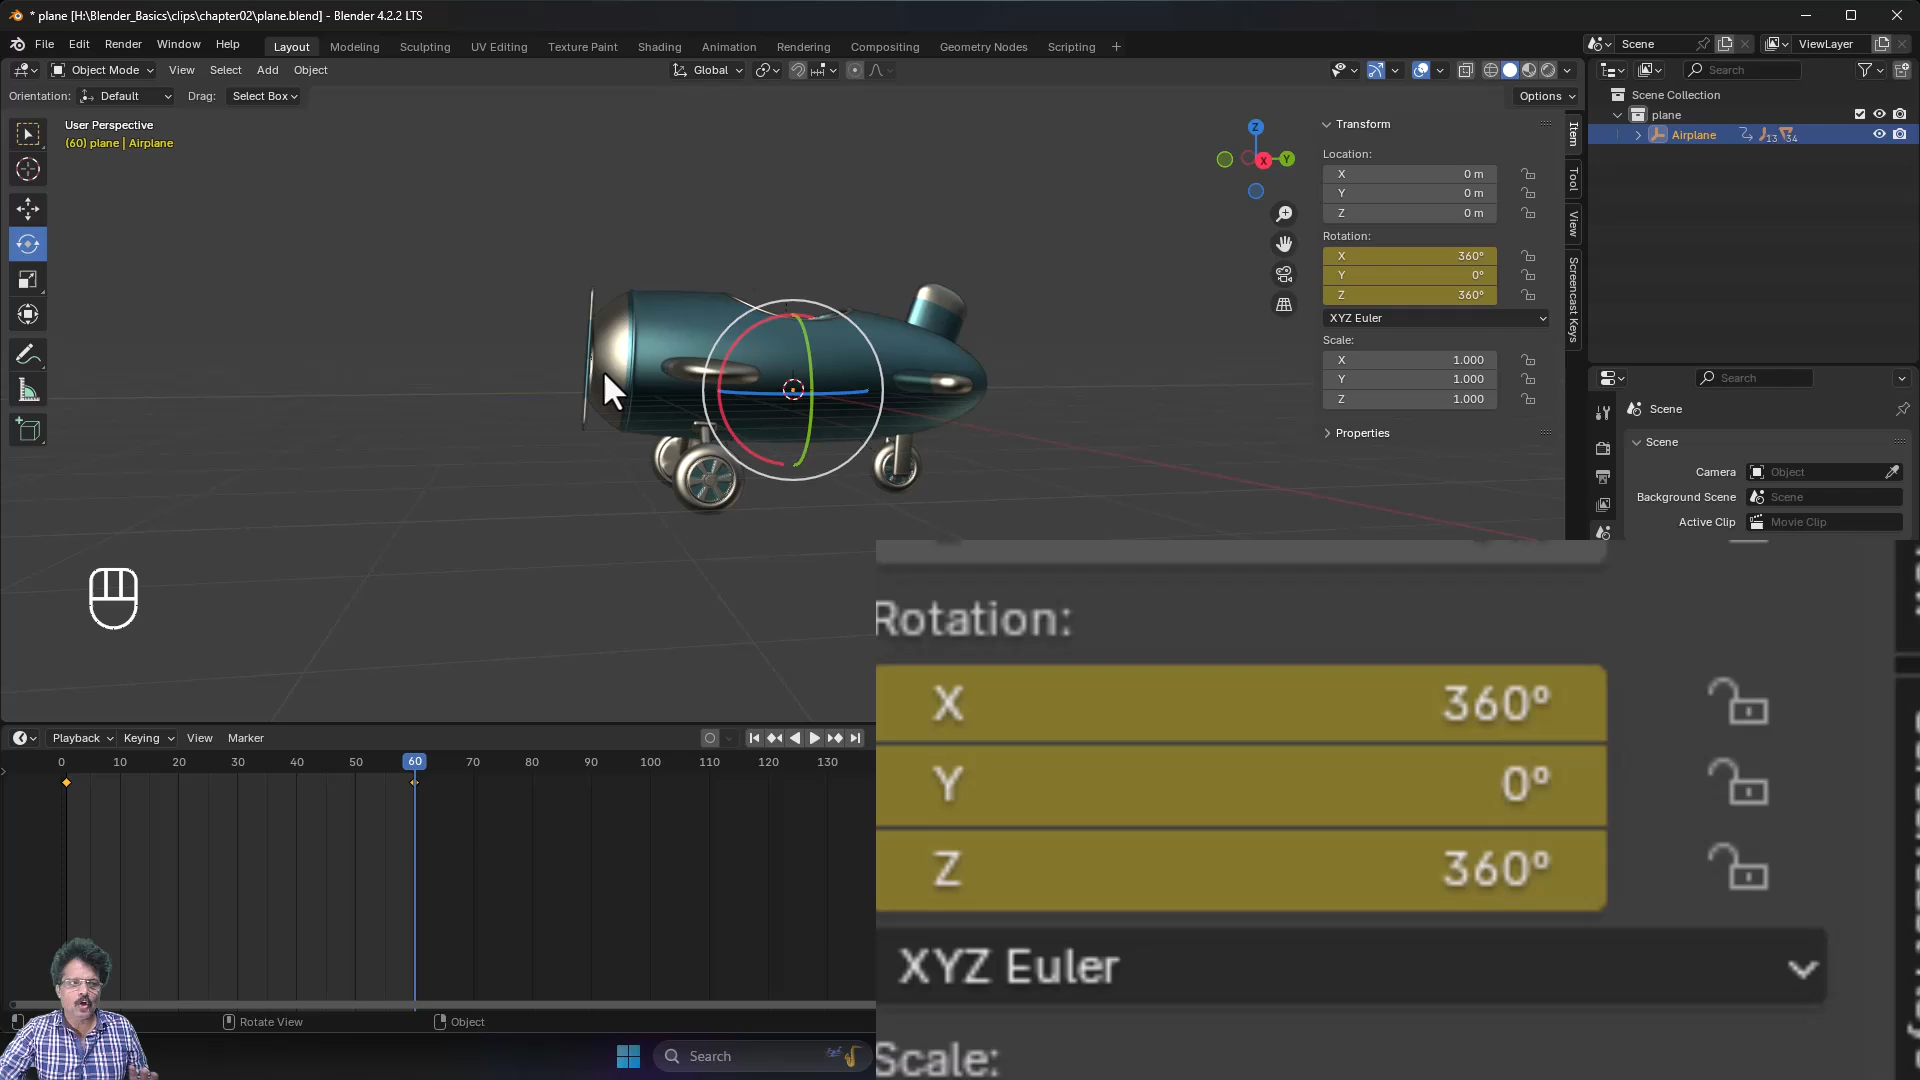 * plane [H:\Blender_Basics\clips\chapter02\plane.blend] - Blender 4.2.2 LTS
File Edit Render Window Help Layout Modeling Sculpting UV Editing Texture Paint Shading Animation Rendering Compositing Geometry Nodes Scripting + Scene ViewLayer
Object Mode View Select Add Object Global Search
Orientation: Default Drag: Select Box Options
Scene Collection
plane
Airplane 13 34
User Perspective
(60) plane | Airplane
Z
X
Y
Transform
Location:
X 0 m
Y 0 m
Z 0 m
Rotation:
X 360°
Y 0°
Z 360°
XYZ Euler
Scale:
X 1.000
Y 1.000
Z 1.000
Properties
Item
Tool
View
Screencast Keys
Search
Scene
Scene
Camera Object
Background Scene Scene
Active Clip Movie Clip
Rotation:
X 360°
Y 0°
Z 360°
XYZ Euler
Scale:
Playback Keying View Marker
0 10 20 30 40 50 60 70 80 90 100 110 120 130
Rotate View Object
Search